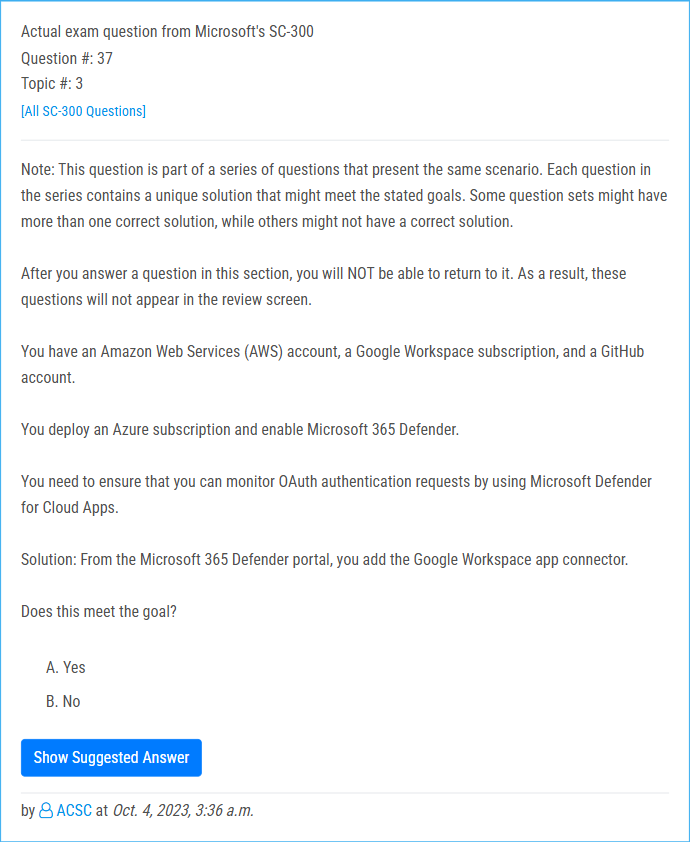 Actual exam question from Microsoft's SC-300
Question #: 37
Topic #: 3
[All SC-300 Questions]
Note: This question is part of a series of questions that present the same scenario. Each question in
the series contains a unique solution that might meet the stated goals. Some question sets might have
more than one correct solution, while others might not have a correct solution.
After you answer a question in this section, you will NOT be able to return to it. As a result, these
questions will not appear in the review screen.
You have an Amazon Web Services (AWS) account, a Google Workspace subscription, and a GitHub
account.
You deploy an Azure subscription and enable Microsoft 365 Defender.
You need to ensure that you can monitor OAuth authentication requests by using Microsoft Defender
for Cloud Apps.
Solution: From the Microsoft 365 Defender portal, you add the Google Workspace app connector.
Does this meet the goal?
A. Yes
B. No
Show Suggested Answer
by ACSC at Oct. 4, 2023, 3:36 a.m.